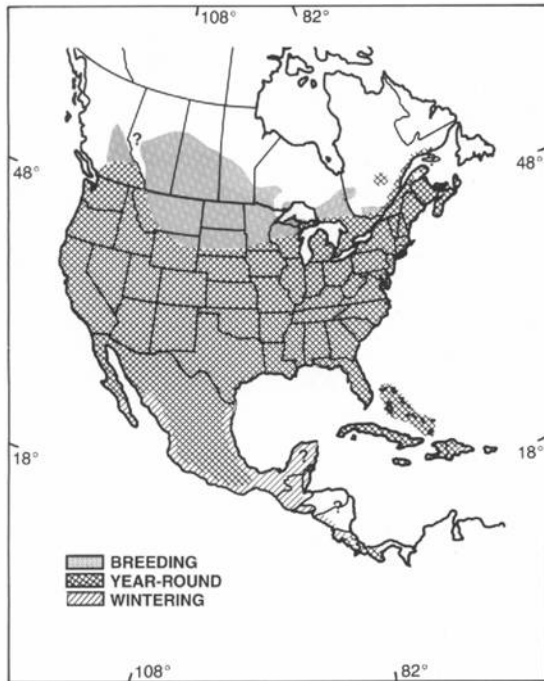 108° 82°
?
48° 48°
?
18° 18°
?
BREEDING
YEAR-ROUND
WINTERING
108° 82°